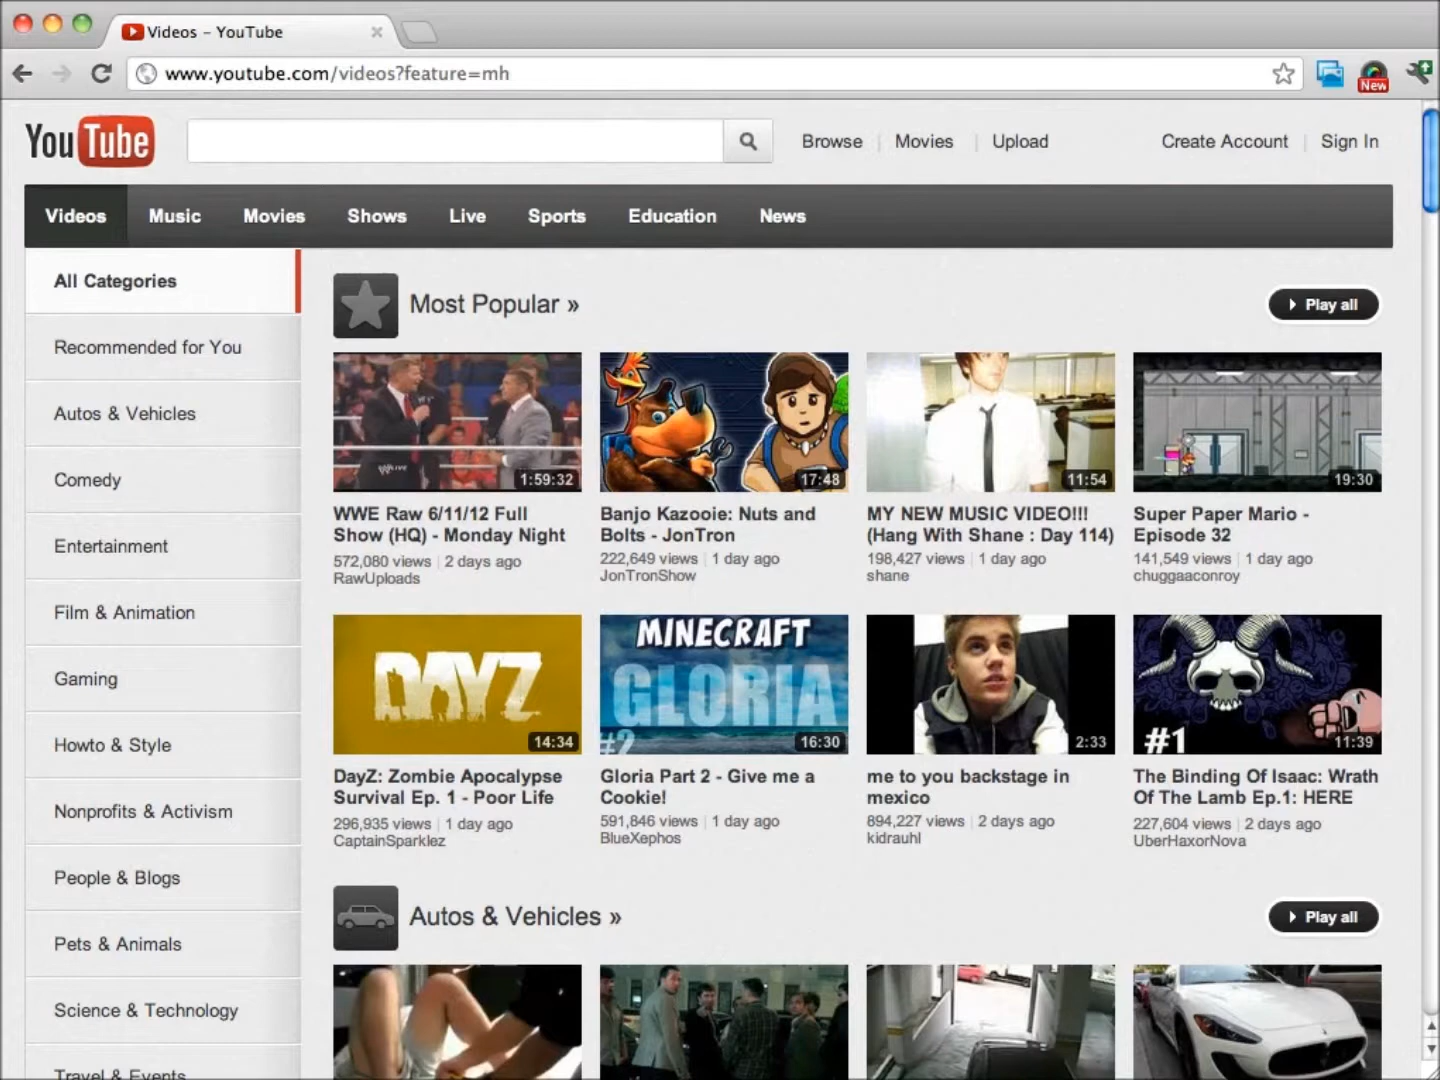 Videos – YouTube
www.youtube.com/videos?feature=mh
New
YouTube
Browse
Movies
Upload
Create Account
Sign In
Videos
Music
Movies
Shows
Live
Sports
Education
News
All Categories
Recommended for You
Autos & Vehicles
Comedy
Entertainment
Film & Animation
Gaming
Howto & Style
Nonprofits & Activism
People & Blogs
Pets & Animals
Science & Technology
Travel & Events
Most Popular »
Play all
1:59:32
WWE Raw 6/11/12 Full
Show (HQ) - Monday Night
572,080 views | 2 days ago
RawUploads
17:48
Banjo Kazooie: Nuts and
Bolts - JonTron
222,649 views | 1 day ago
JonTronShow
11:54
MY NEW MUSIC VIDEO!!!
(Hang With Shane : Day 114)
198,427 views | 1 day ago
shane
19:30
Super Paper Mario -
Episode 32
141,549 views | 1 day ago
chuggaaconroy
DAYZ
14:34
DayZ: Zombie Apocalypse
Survival Ep. 1 - Poor Life
296,935 views | 1 day ago
CaptainSparklez
MINECRAFT
GLORIA
#2
16:30
Gloria Part 2 - Give me a
Cookie!
591,846 views | 1 day ago
BlueXephos
2:33
me to you backstage in
mexico
894,227 views | 2 days ago
kidrauhl
#1
11:39
The Binding Of Isaac: Wrath
Of The Lamb Ep.1: HERE
227,604 views | 2 days ago
UberHaxorNova
Autos & Vehicles »
Play all